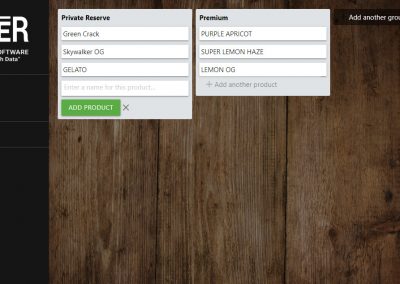 ER
OFTWARE
h Data"
Private Reserve
Green Crack
Skywalker OG
GELATO
Enter a name for this product...
ADD PRODUCT ×
Premium
PURPLE APRICOT
SUPER LEMON HAZE
LEMON OG
+ Add another product
Add another grou